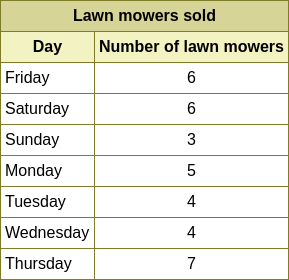 Lawn mowers sold
Day Number of lawn mowers
Friday 6
Saturday 6
Sunday 3
Monday 5
Tuesday 4
Wednesday 4
Thursday 7